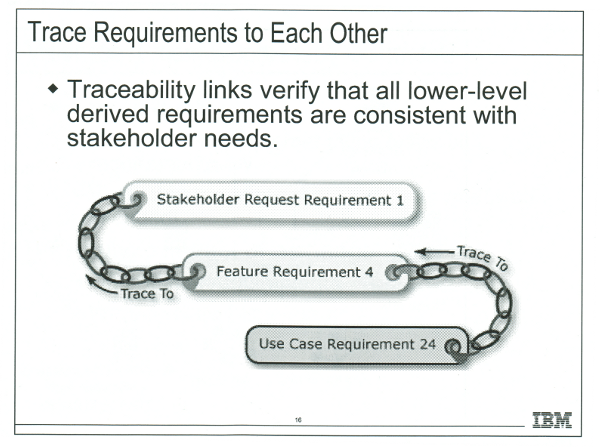 Trace Requirements to Each Other
◆ Traceability links verify that all lower-level
derived requirements are consistent with
stakeholder needs.
Stakeholder Request Requirement 1
Trace To
Feature Requirement 4
Trace To
Use Case Requirement 24
16
IBM